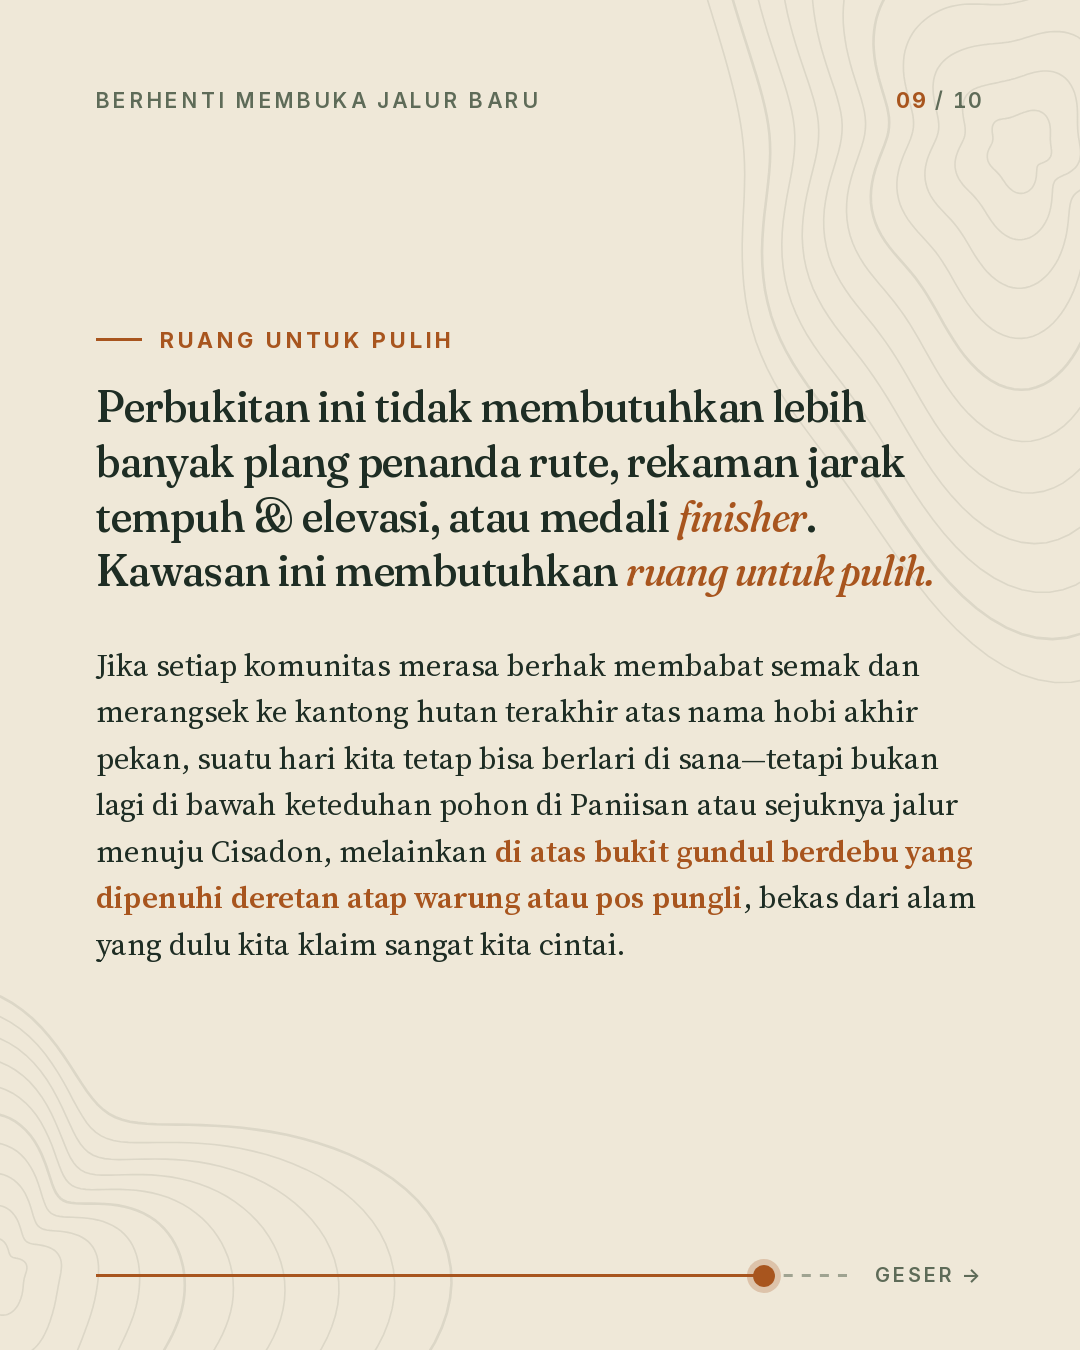 BERHENTI MEMBUKA JALUR BARU
09 / 10
RUANG UNTUK PULIH
Perbukitan ini tidak membutuhkan lebih
banyak plang penanda rute, rekaman jarak
tempuh & elevasi, atau medali finisher.
Kawasan ini membutuhkan ruang untuk pulih.
Jika setiap komunitas merasa berhak membabat semak dan
merangsek ke kantong hutan terakhir atas nama hobi akhir
pekan, suatu hari kita tetap bisa berlari di sana—tetapi bukan
lagi di bawah keteduhan pohon di Paniisan atau sejuknya jalur
menuju Cisadon, melainkan di atas bukit gundul berdebu yang
dipenuhi deretan atap warung atau pos pungli, bekas dari alam
yang dulu kita klaim sangat kita cintai.
GESER →